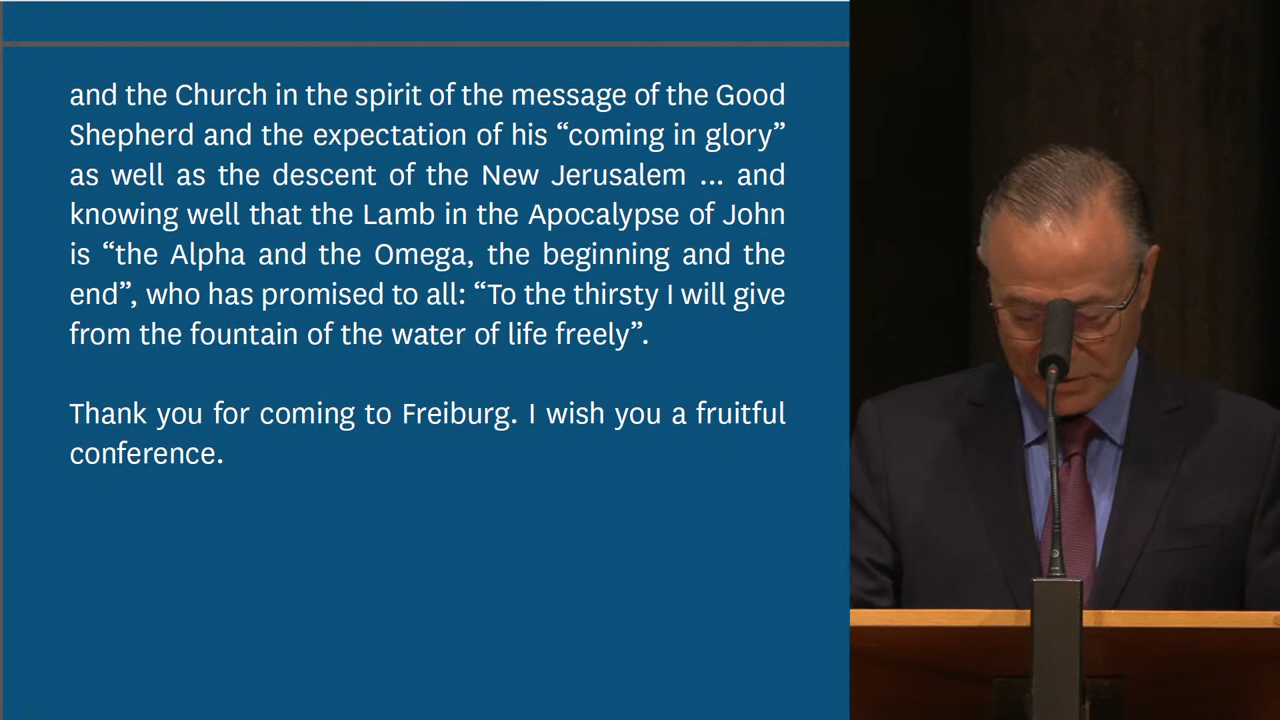 and the Church in the spirit of the message of the Good
Shepherd and the expectation of his “coming in glory”
as well as the descent of the New Jerusalem ... and
knowing well that the Lamb in the Apocalypse of John
is “the Alpha and the Omega, the beginning and the
end”, who has promised to all: “To the thirsty I will give
from the fountain of the water of life freely”.
Thank you for coming to Freiburg. I wish you a fruitful
conference.